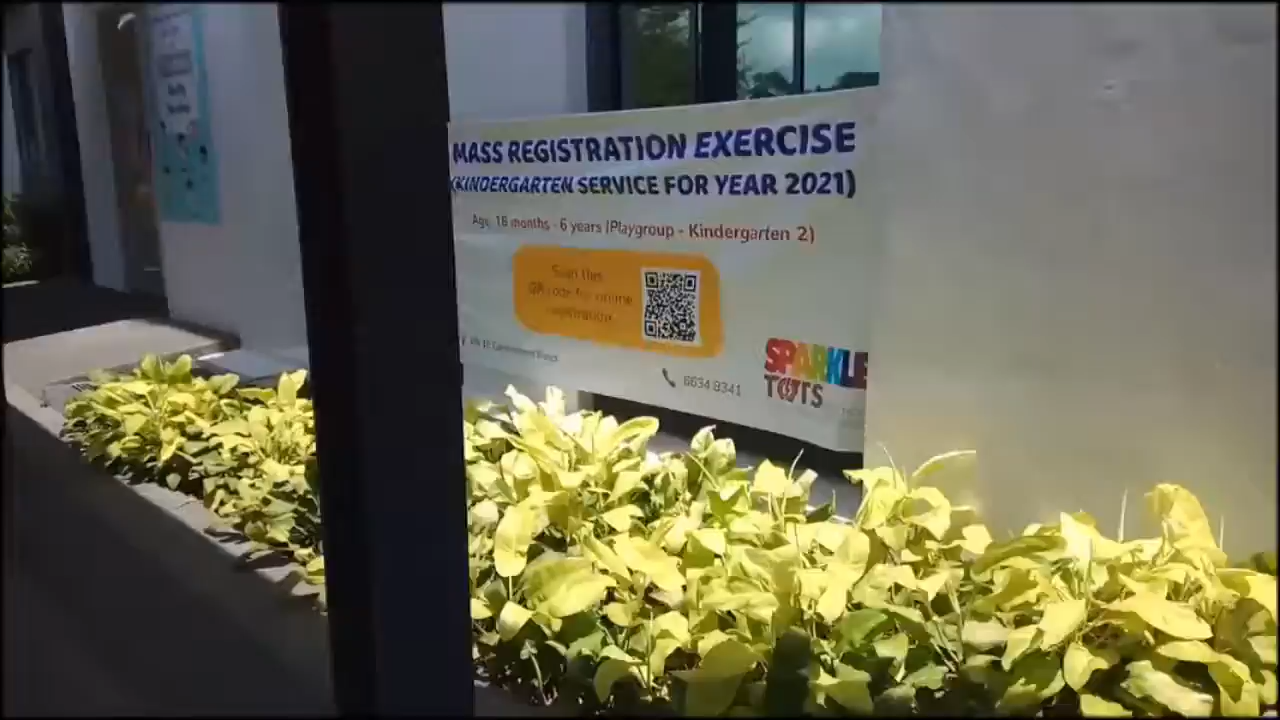 MASS REGISTRATION EXERCISE
(KINDERGARTEN SERVICE FOR YEAR 2021)
Age 18 months - 6 years (Playgroup - Kindergarten 2)
Scan this
QR code for online
registration
6634 8341
SPARKLE
TOTS